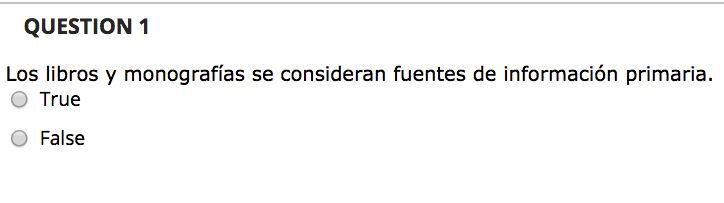 QUESTION 1
Los libros y monografías se consideran fuentes de información primaria.
True
False